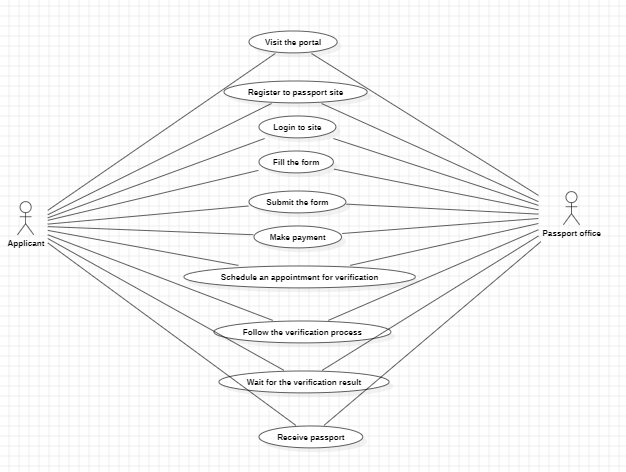 Visit the portal
Register to passport site
Login to site
Fill the form
Submit the form
Make payment
Schedule an appointment for verification
Follow the verification process
Wait for the verification result
Receive passport
Applicant
Passport office